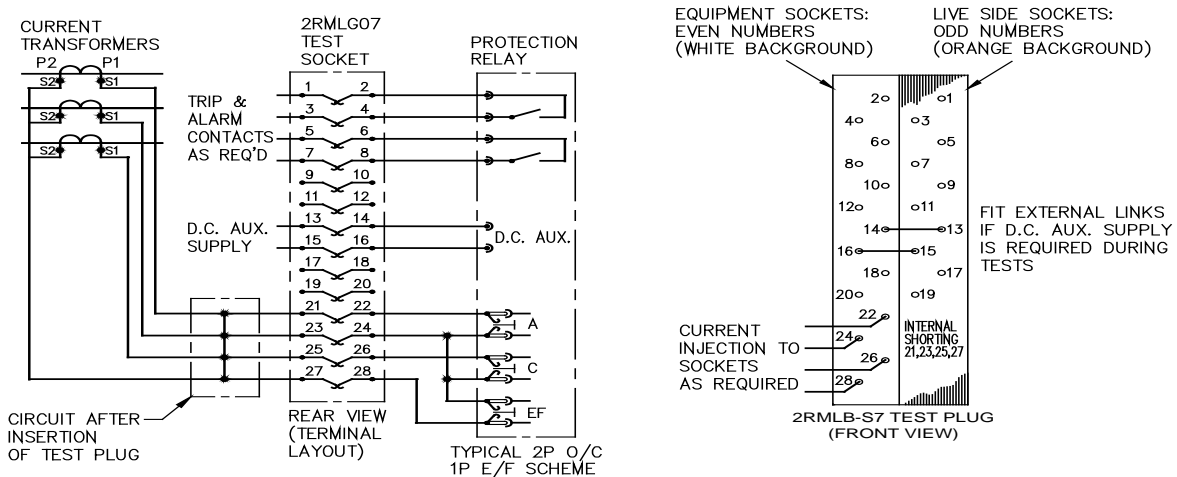 CURRENT
TRANSFORMERS
P2 P1
S2 S1
S2 S1
S2 S1
2RMLG07
TEST
SOCKET
PROTECTION
RELAY
TRIP &
ALARM
CONTACTS
AS REQ'D
D.C. AUX.
SUPPLY
1 2
3 4
5 6
7 8
9 10
11 12
13 14
15 16
17 18
19 20
21 22
23 24
25 26
27 28
D.C. AUX.
A
C
EF
CIRCUIT AFTER
INSERTION
OF TEST PLUG
REAR VIEW
(TERMINAL
LAYOUT)
TYPICAL 2P O/C
1P E/F SCHEME
EQUIPMENT SOCKETS:
EVEN NUMBERS
(WHITE BACKGROUND)
LIVE SIDE SOCKETS:
ODD NUMBERS
(ORANGE BACKGROUND)
2 1
4 3
6 5
8 7
10 9
12 11
14 13
16 15
18 17
20 19
22
24
26
28
INTERNAL
SHORTING
21,23,25,27
FIT EXTERNAL LINKS
IF D.C. AUX. SUPPLY
IS REQUIRED DURING
TESTS
CURRENT
INJECTION TO
SOCKETS
AS REQUIRED
2RMLB-S7 TEST PLUG
(FRONT VIEW)